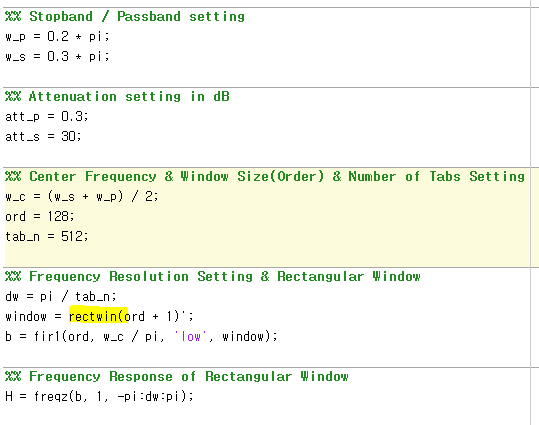 %% Stopband / Passband setting
w_p = 0.2 * pi;
w_s = 0.3 * pi;
%% Attenuation setting in dB
att_p = 0.3;
att_s = 30;
%% Center Frequency & Window Size(Order) & Number of Tabs Setting
w_c = (w_s + w_p) / 2;
ord = 128;
tab_n = 512;
%% Frequency Resolution Setting & Rectangular Window
dw = pi / tab_n;
window = rectwin(ord + 1)';
b = fir1(ord, w_c / pi, 'low', window);
%% Frequency Response of Rectangular Window
H = freqz(b, 1, -pi:dw:pi);